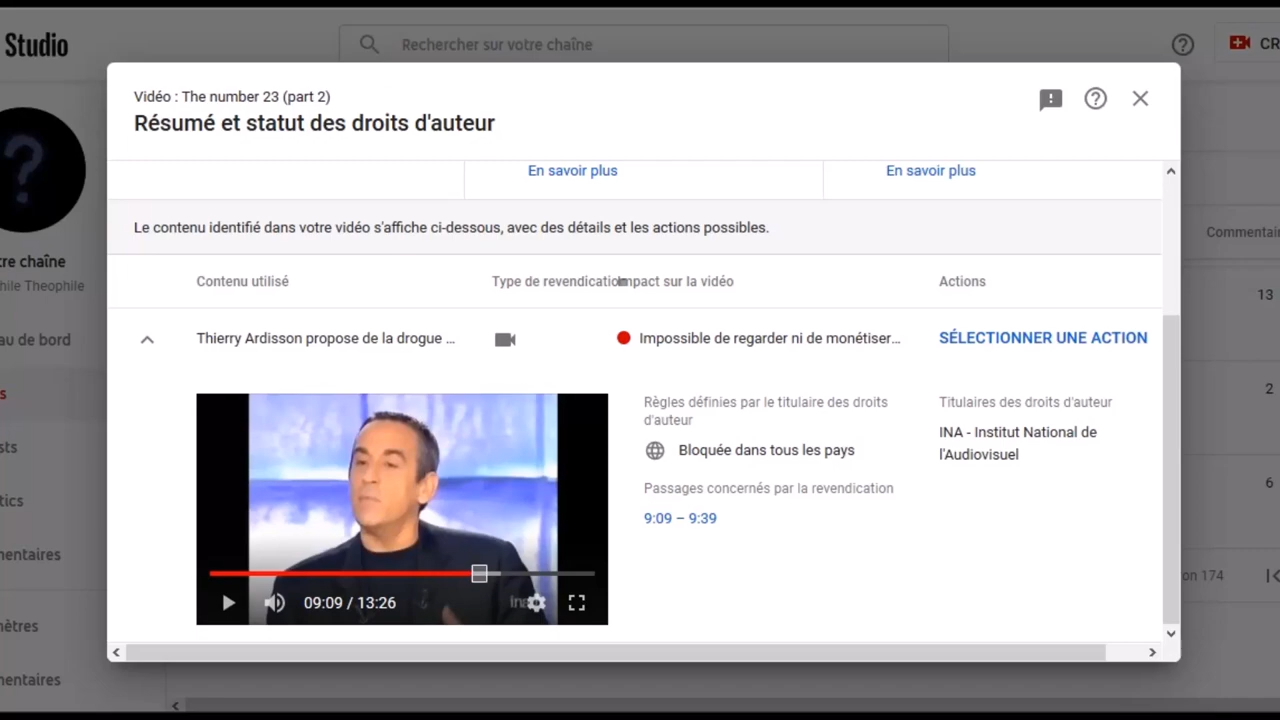 Studio
Rechercher sur votre chaîne
CR
Vidéo : The number 23 (part 2)
Résumé et statut des droits d'auteur
En savoir plus
En savoir plus
Le contenu identifié dans votre vidéo s'affiche ci-dessous, avec des détails et les actions possibles.
Contenu utilisé
Type de revendication
Impact sur la vidéo
Actions
Thierry Ardisson propose de la drogue ...
Impossible de regarder ni de monétiser...
SÉLECTIONNER UNE ACTION
Règles définies par le titulaire des droits
d'auteur
Bloquée dans tous les pays
Passages concernés par la revendication
9:09 – 9:39
Titulaires des droits d'auteur
INA - Institut National de
l'Audiovisuel
09:09 / 13:26
ina
tre chaîne
hile Theophile
au de bord
s
sts
tics
nentaires
nètres
nentaires
Commentair
13
2
6
on 174